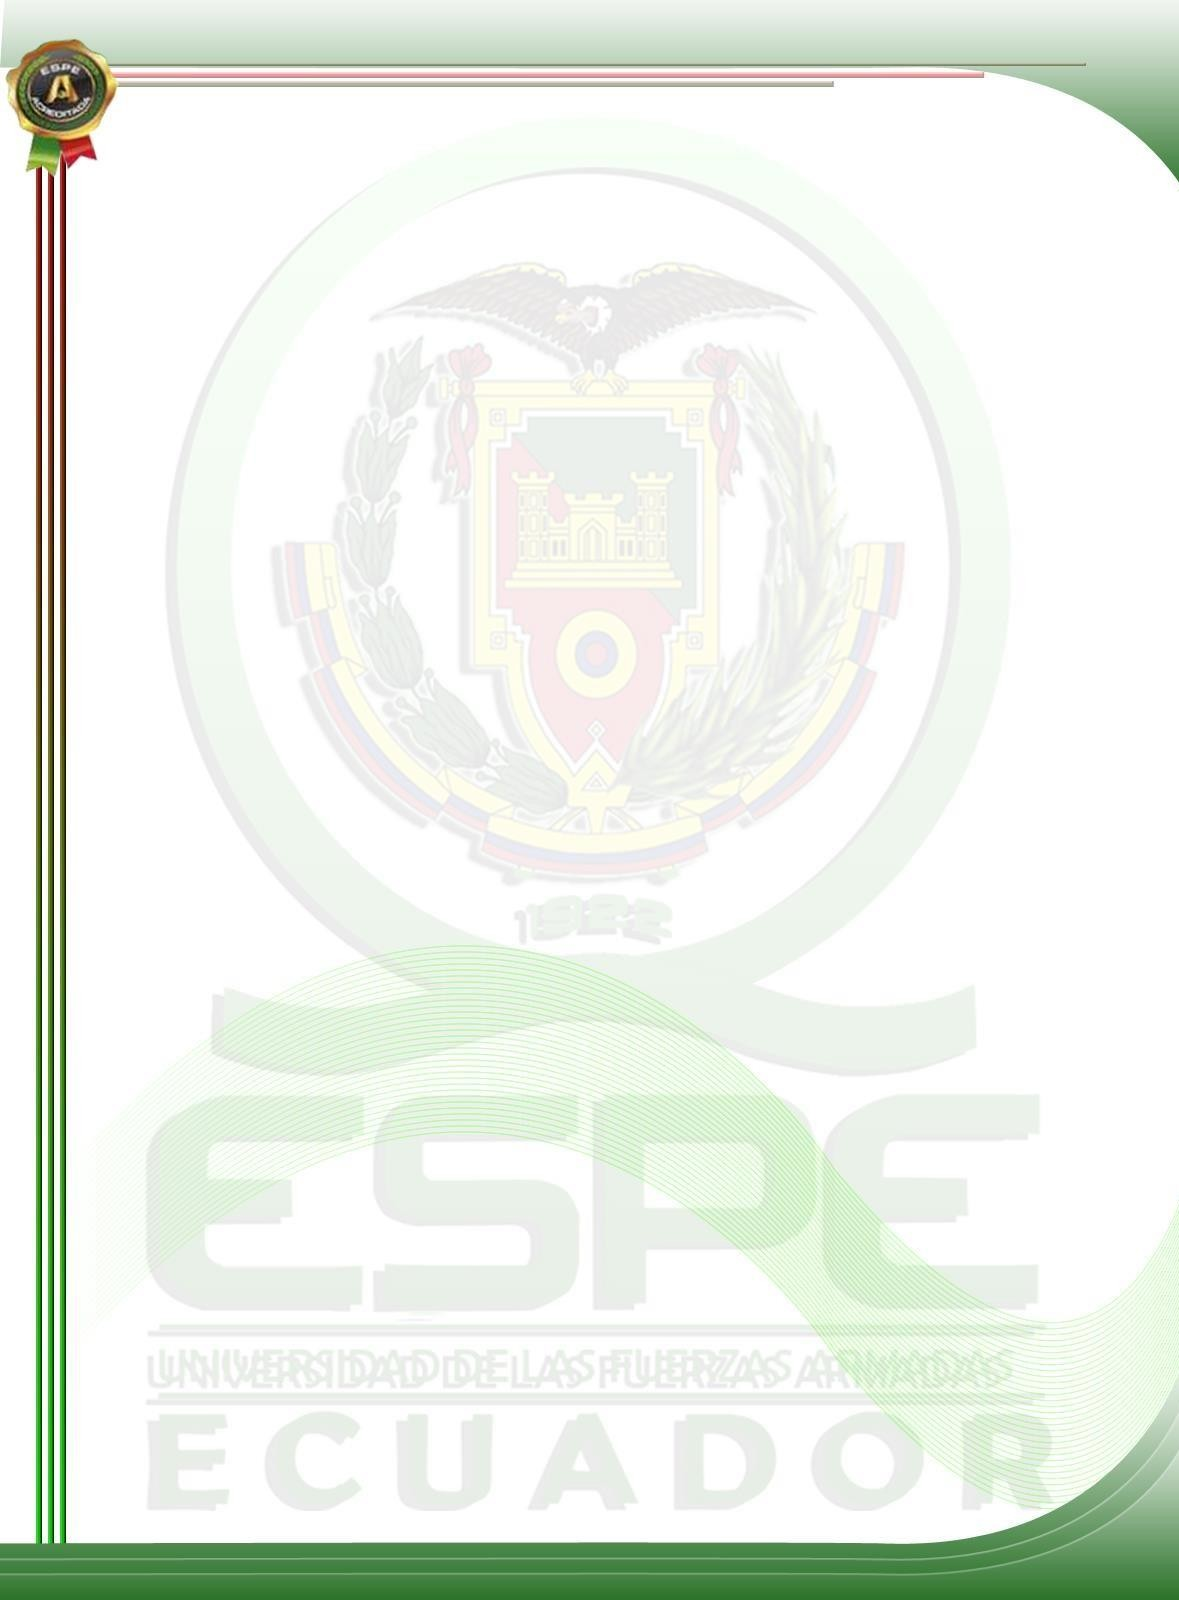 ESPE
A
ACREDITADA
1922
ESPE
UNIVERSIDAD DE LAS FUERZAS ARMADAS
ECUADOR